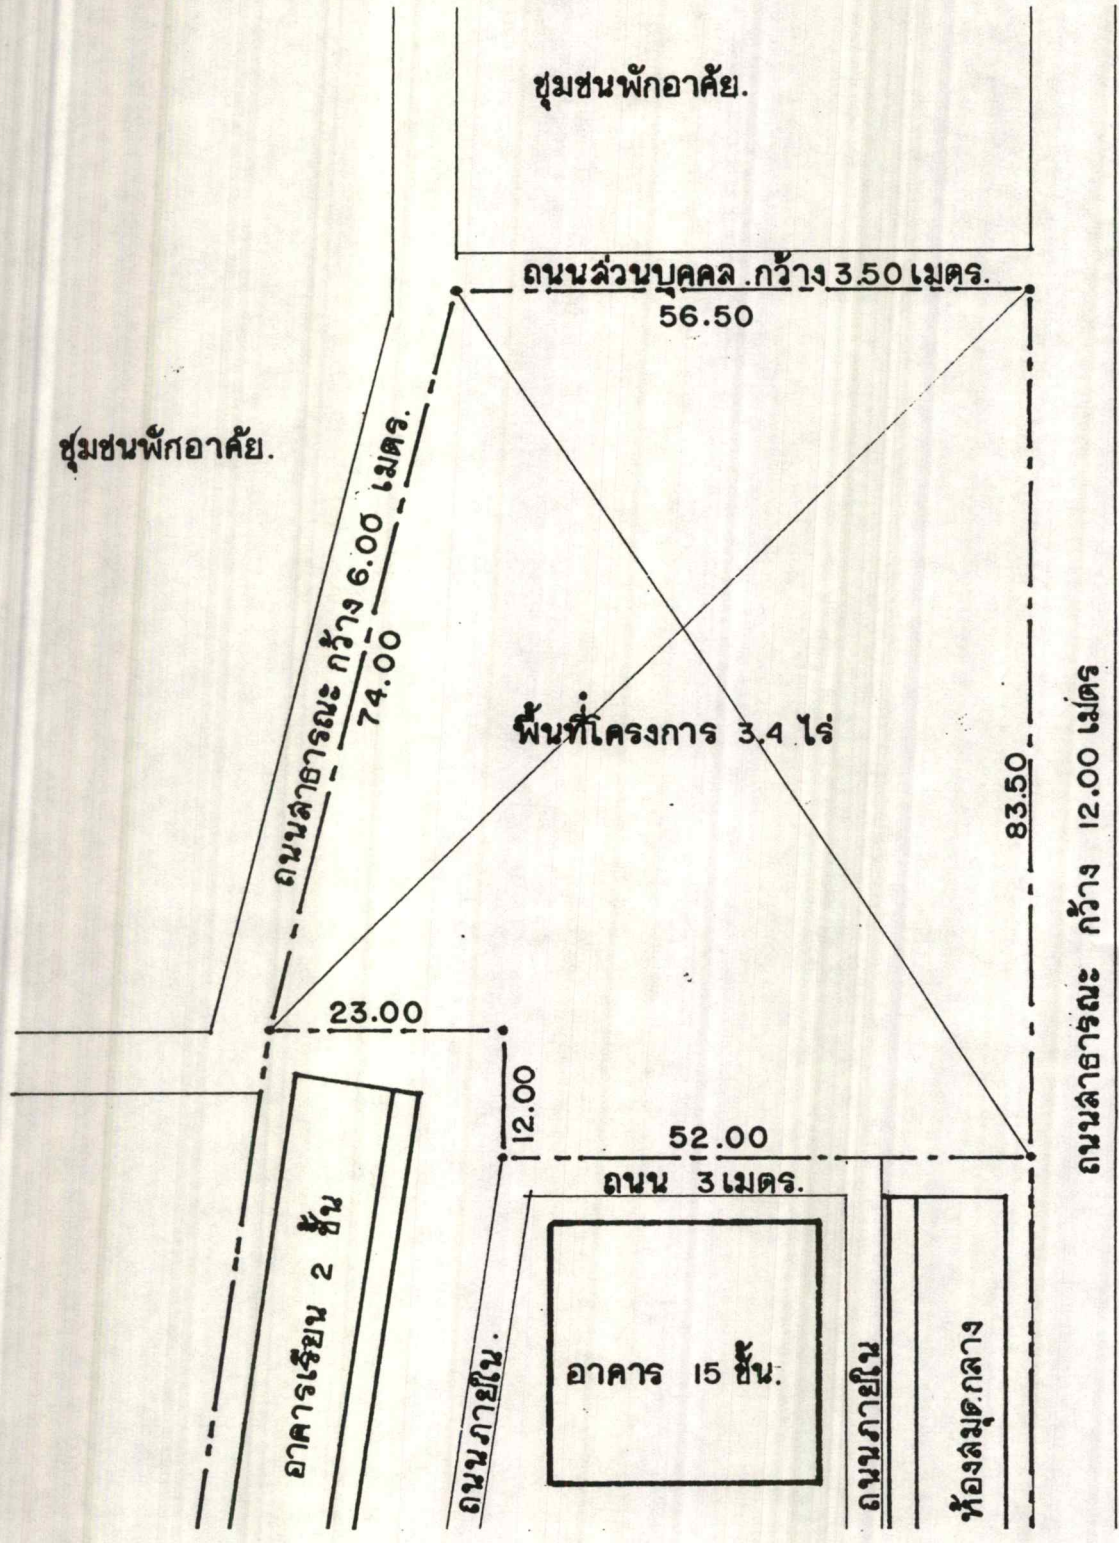 ชุมชนพักอาศัย.
ถนนส่วนบุคคล.กว้าง 3.50 เมตร.
56.50
ชุมชนพักอาศัย.
ถนนสาธารณะ กว้าง 6.00 เมตร.
74.00
พื้นที่โครงการ 3.4 ไร่
83.50
ถนนสาธารณะ กว้าง 12.00 เมตร
23.00
12.00
52.00
ถนน 3 เมตร.
อาคารเรียน 2 ชั้น
ถนนภายใน.
อาคาร 15 ชั้น.
ถนนภายใน
ห้องสมุดกลาง